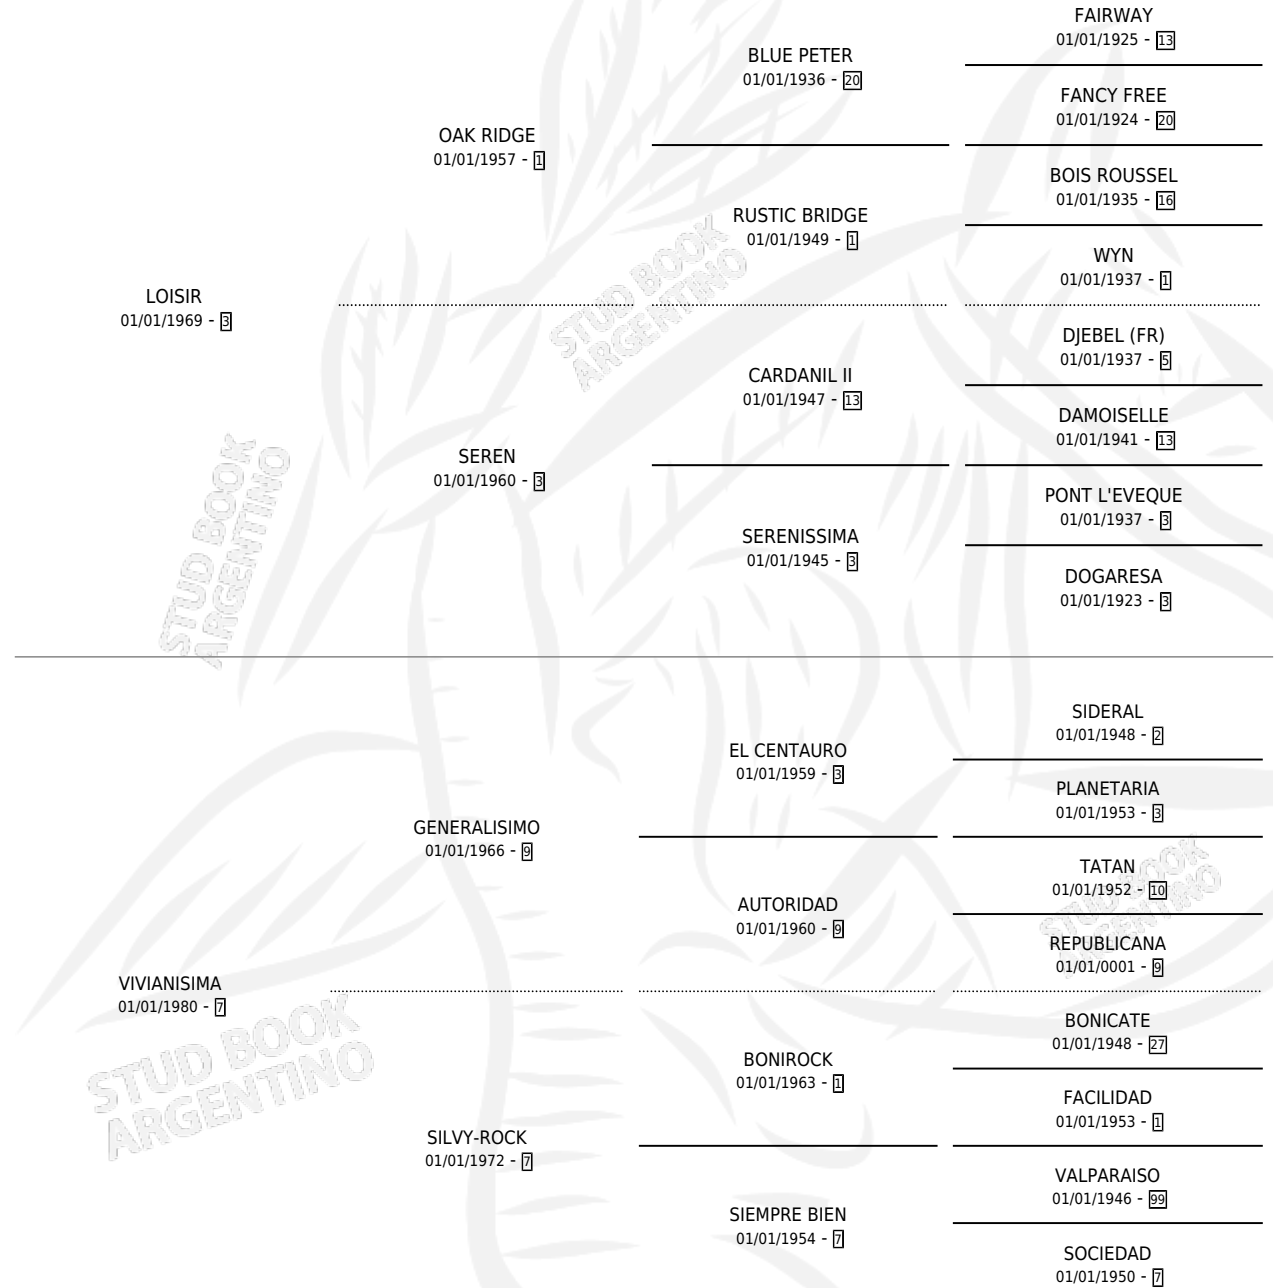 FAIRWAY
01/01/1925 - 13
BLUE PETER
01/01/1936 - 20
FANCY FREE
01/01/1924 - 20
OAK RIDGE
01/01/1957 - 1
BOIS ROUSSEL
01/01/1935 - 16
RUSTIC BRIDGE
01/01/1949 - 1
WYN
01/01/1937 - 1
LOISIR
01/01/1969 - 3
STUD BOOK
ARGENTINO
DJEBEL (FR)
01/01/1937 - 5
CARDANIL II
01/01/1947 - 13
DAMOISELLE
01/01/1941 - 13
SEREN
01/01/1960 - 3
PONT L'EVEQUE
01/01/1937 - 3
SERENISSIMA
01/01/1945 - 3
DOGARESA
01/01/1923 - 3
STUD BOOK
ARGENTINO
SIDERAL
01/01/1948 - 2
EL CENTAURO
01/01/1959 - 3
PLANETARIA
01/01/1953 - 3
GENERALISIMO
01/01/1966 - 9
TATAN
01/01/1952 - 10
AUTORIDAD
01/01/1960 - 9
REPUBLICANA
01/01/0001 - 9
STUD BOOK
ARGENTINO
VIVIANISIMA
01/01/1980 - 7
BONICATE
01/01/1948 - 27
BONIROCK
01/01/1963 - 1
FACILIDAD
01/01/1953 - 1
STUD BOOK
ARGENTINO
SILVY-ROCK
01/01/1972 - 7
VALPARAISO
01/01/1946 - 99
SIEMPRE BIEN
01/01/1954 - 7
SOCIEDAD
01/01/1950 - 7